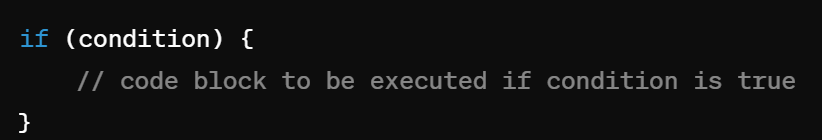 if (condition) {
    // code block to be executed if condition is true
}